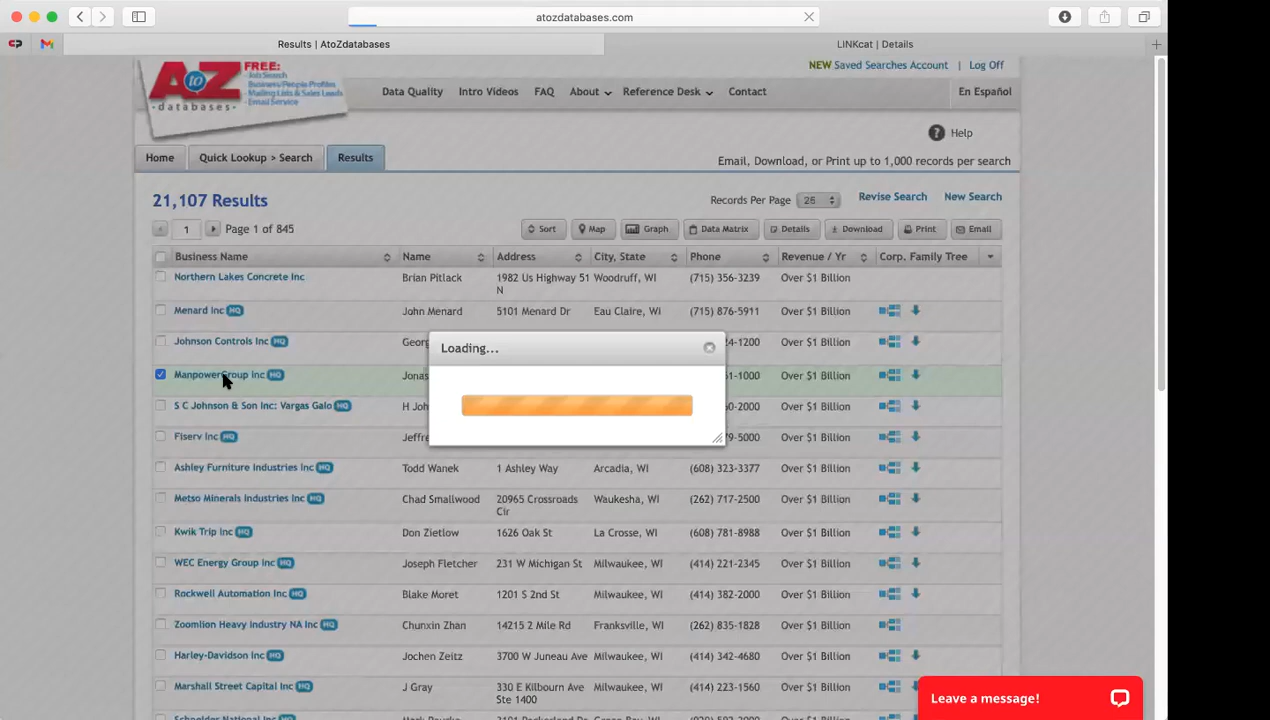 atozdatabases.com
Results | AtoZdatabases
LINKcat | Details
AtoZ
databases
FREE:
Job Search
Business/People Profiles
Mailing Lists & Sales Leads
Email Service
NEW Saved Searches Account Log Off
Data Quality Intro Videos FAQ About Reference Desk Contact En Español
? Help
Home Quick Lookup > Search Results Email, Download, or Print up to 1,000 records per search
21,107 Results Records Per Page 25 Revise Search New Search
1 Page 1 of 845 Sort Map Graph Data Matrix Details Download Print Email
Business Name Name Address City, State Phone Revenue / Yr Corp. Family Tree
Northern Lakes Concrete Inc Brian Pitlack 1982 Us Highway 51 N Woodruff, WI (715) 356-3239 Over $1 Billion
Menard Inc HQ John Menard 5101 Menard Dr Eau Claire, WI (715) 876-5911 Over $1 Billion
Johnson Controls Inc HQ Georg 24-1200 Over $1 Billion
ManpowerGroup Inc HQ Jonas 61-1000 Over $1 Billion
S C Johnson & Son Inc: Vargas Galo HQ H Joh 60-2000 Over $1 Billion
Fiserv Inc HQ Jeffre 79-5000 Over $1 Billion
Ashley Furniture Industries Inc HQ Todd Wanek 1 Ashley Way Arcadia, WI (608) 323-3377 Over $1 Billion
Metso Minerals Industries Inc HQ Chad Smallwood 20965 Crossroads Cir Waukesha, WI (262) 717-2500 Over $1 Billion
Kwik Trip Inc HQ Don Zietlow 1626 Oak St La Crosse, WI (608) 781-8988 Over $1 Billion
WEC Energy Group Inc HQ Joseph Fletcher 231 W Michigan St Milwaukee, WI (414) 221-2345 Over $1 Billion
Rockwell Automation Inc HQ Blake Moret 1201 S 2nd St Milwaukee, WI (414) 382-2000 Over $1 Billion
Zoomlion Heavy Industry NA Inc HQ Chunxin Zhan 14215 2 Mile Rd Franksville, WI (262) 835-1828 Over $1 Billion
Harley-Davidson Inc HQ Jochen Zeitz 3700 W Juneau Ave Milwaukee, WI (414) 342-4680 Over $1 Billion
Marshall Street Capital Inc HQ J Gray 330 E Kilbourn Ave Ste 1400 Milwaukee, WI (414) 223-1560 Over $1 Billion
Loading...
Leave a message!